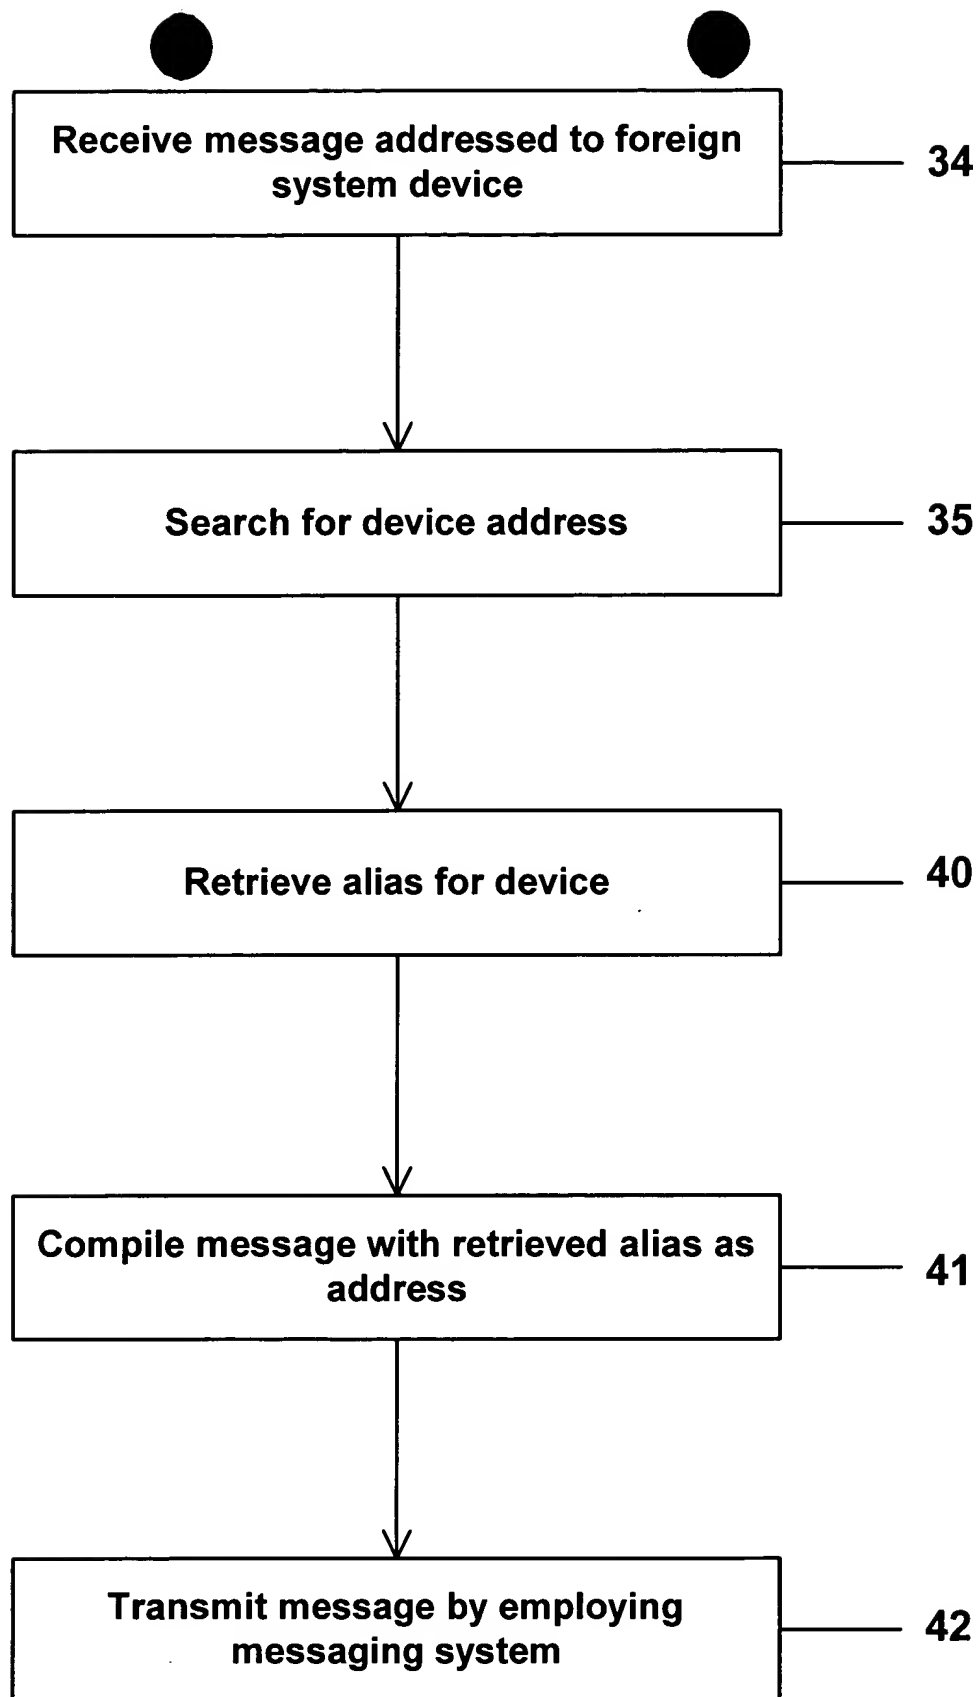 Receive message addressed to foreign
system device
34
Search for device address
35
Retrieve alias for device
40
Compile message with retrieved alias as
address
41
Transmit message by employing
messaging system
42